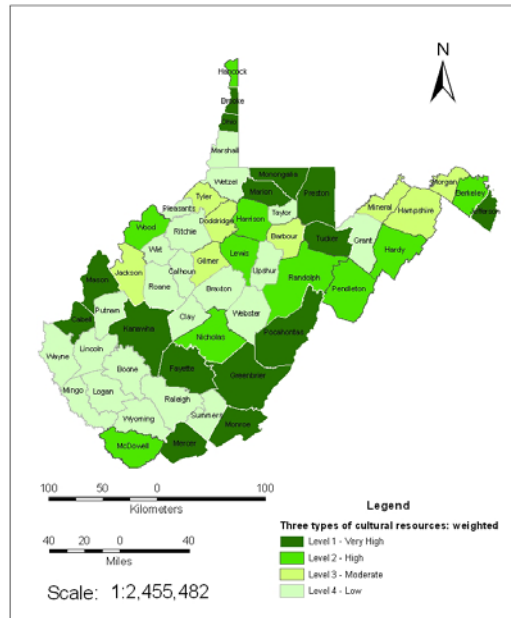 N
Hancock
Brooke
Ohio
Marshall
Wetzel
Monongalia
Marion
Preston
Morgan
Berkeley
Jefferson
Mineral
Hampshire
Tyler
Pleasants
Doddridge
Harrison
Taylor
Wood
Ritchie
Barbour
Tucker
Grant
Hardy
Wirt
Gilmer
Lewis
Upshur
Jackson
Calhoun
Randolph
Pendleton
Mason
Roane
Braxton
Putnam
Cabell
Kanawha
Clay
Webster
Pocahontas
Nicholas
Wayne
Lincoln
Boone
Fayette
Greenbrier
Mingo
Logan
Raleigh
Wyoming
Summers
Monroe
McDowell
Mercer
100 50 0 100
Kilometers
40 20 0 40
Miles
Scale: 1:2,455,482
Legend
Three types of cultural resources: weighted
Level 1 - Very High
Level 2 - High
Level 3 - Moderate
Level 4 - Low